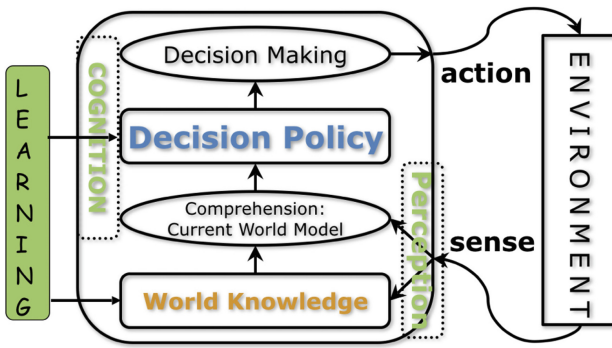 Decision Making
action
LEARNING
COGNITION
Decision Policy
ENVIRONMENT
Comprehension:
Current World Model
Perception
sense
World Knowledge